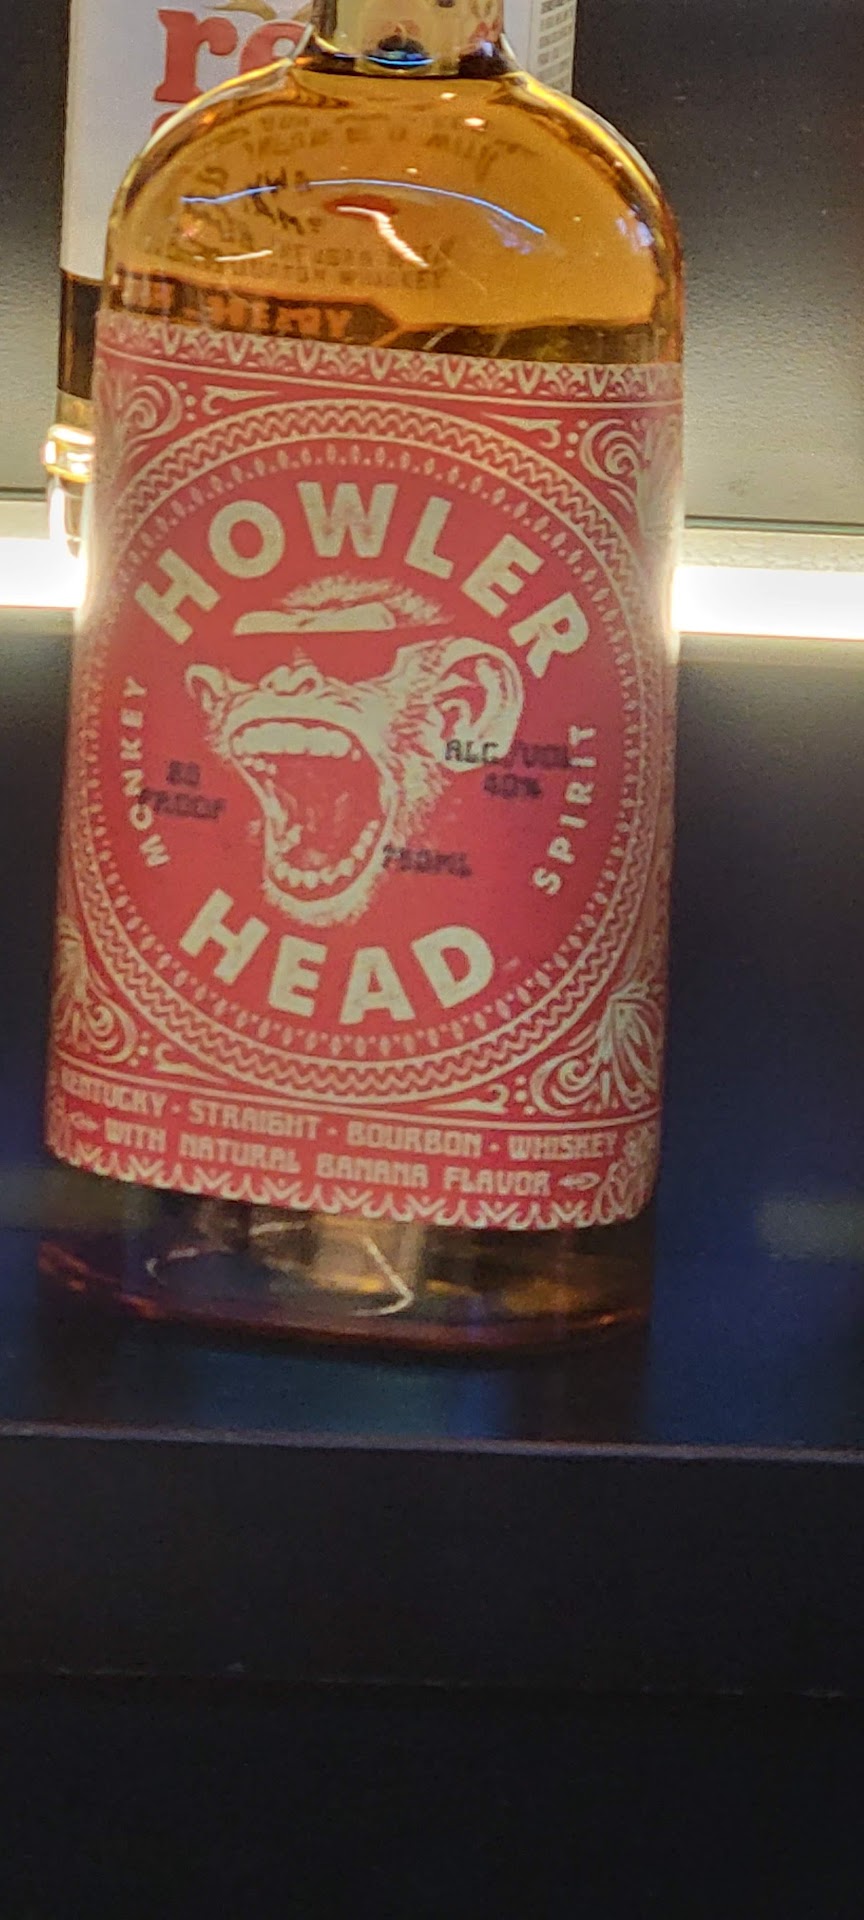 HOWLER
MONKEY
SPIRIT
80
PROOF
ALC./VOL
40%
750ML
HEAD
KENTUCKY · STRAIGHT · BOURBON · WHISKEY
WITH NATURAL BANANA FLAVOR